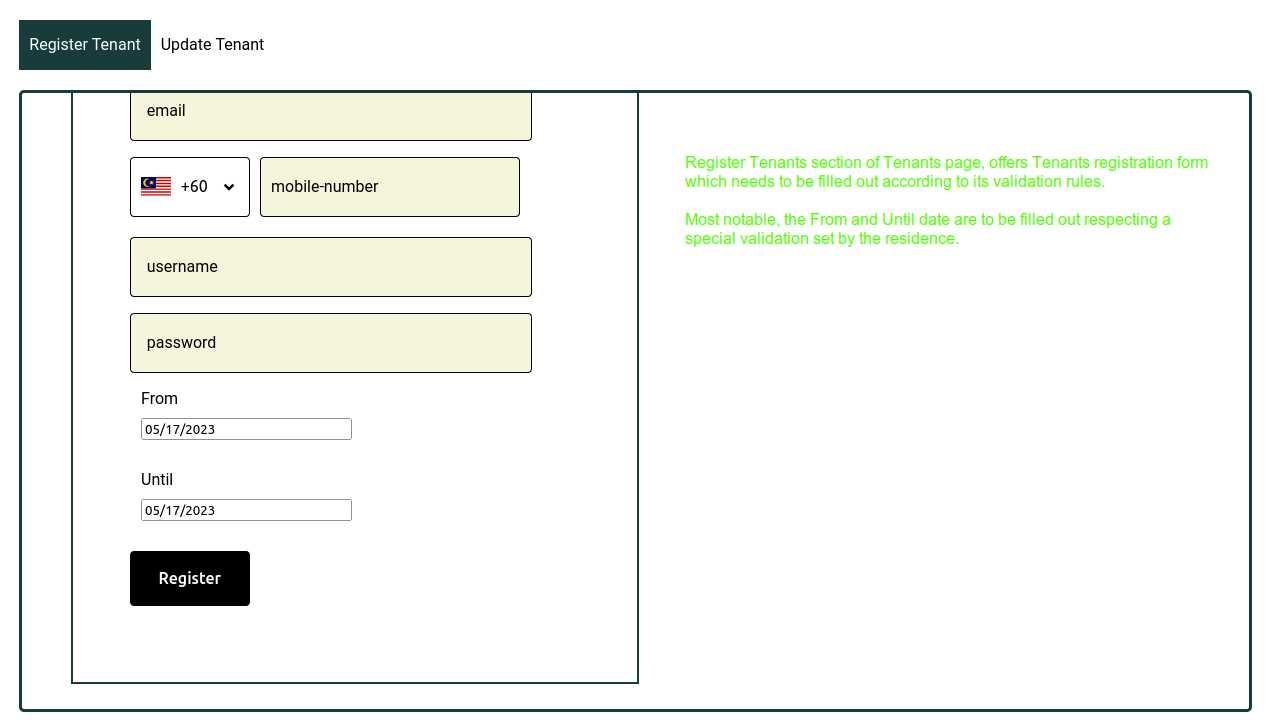 Register Tenant
Update Tenant
email
+60
mobile-number
username
password
From
05/17/2023
Until
05/17/2023
Register
Register Tenants section of Tenants page, offers Tenants registration form
which needs to be filled out according to its validation rules.
Most notable, the From and Until date are to be filled out respecting a
special validation set by the residence.